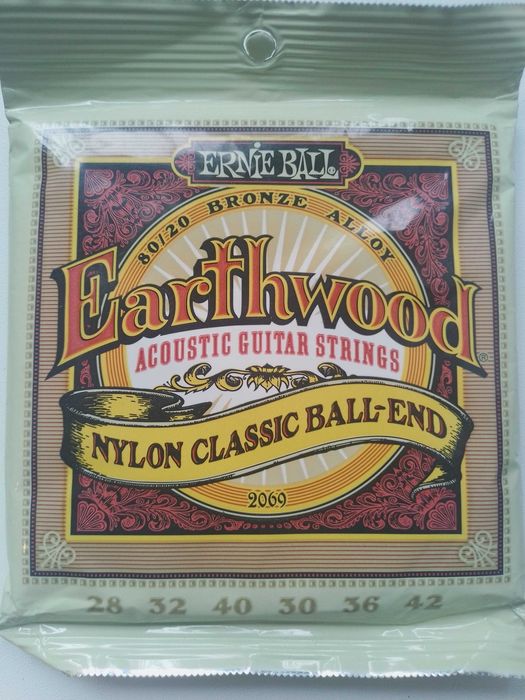 ERNIE BALL
80/20 BRONZE ALLOY
Earthwood®
ACOUSTIC GUITAR STRINGS
NYLON CLASSIC BALL-END
2069
28 32 40 30 36 42